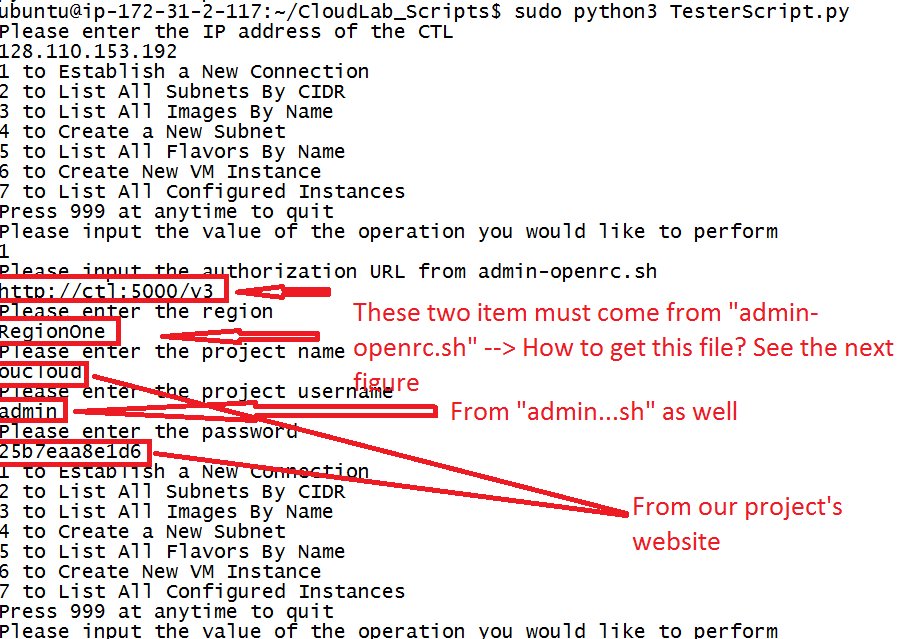 ubuntu@ip-172-31-2-117:~/CloudLab_Scripts$ sudo python3 TesterScript.py
Please enter the IP address of the CTL
128.110.153.192
1 to Establish a New Connection
2 to List All Subnets By CIDR
3 to List All Images By Name
4 to Create a New Subnet
5 to List All Flavors By Name
6 to Create New VM Instance
7 to List All Configured Instances
Press 999 at anytime to quit
Please input the value of the operation you would like to perform
1
Please input the authorization URL from admin-openrc.sh
http://ctl:5000/v3
Please enter the region
RegionOne
Please enter the project name
oucloud
Please enter the project username
admin
Please enter the password
25b7eaa8e1d6
1 to Establish a New Connection
2 to List All Subnets By CIDR
3 to List All Images By Name
4 to Create a New Subnet
5 to List All Flavors By Name
6 to Create New VM Instance
7 to List All Configured Instances
Press 999 at anytime to quit
Please input the value of the operation you would like to perform
These two item must come from "admin-
openrc.sh" --> How to get this file? See the next
figure
From "admin...sh" as well
From our project's
website